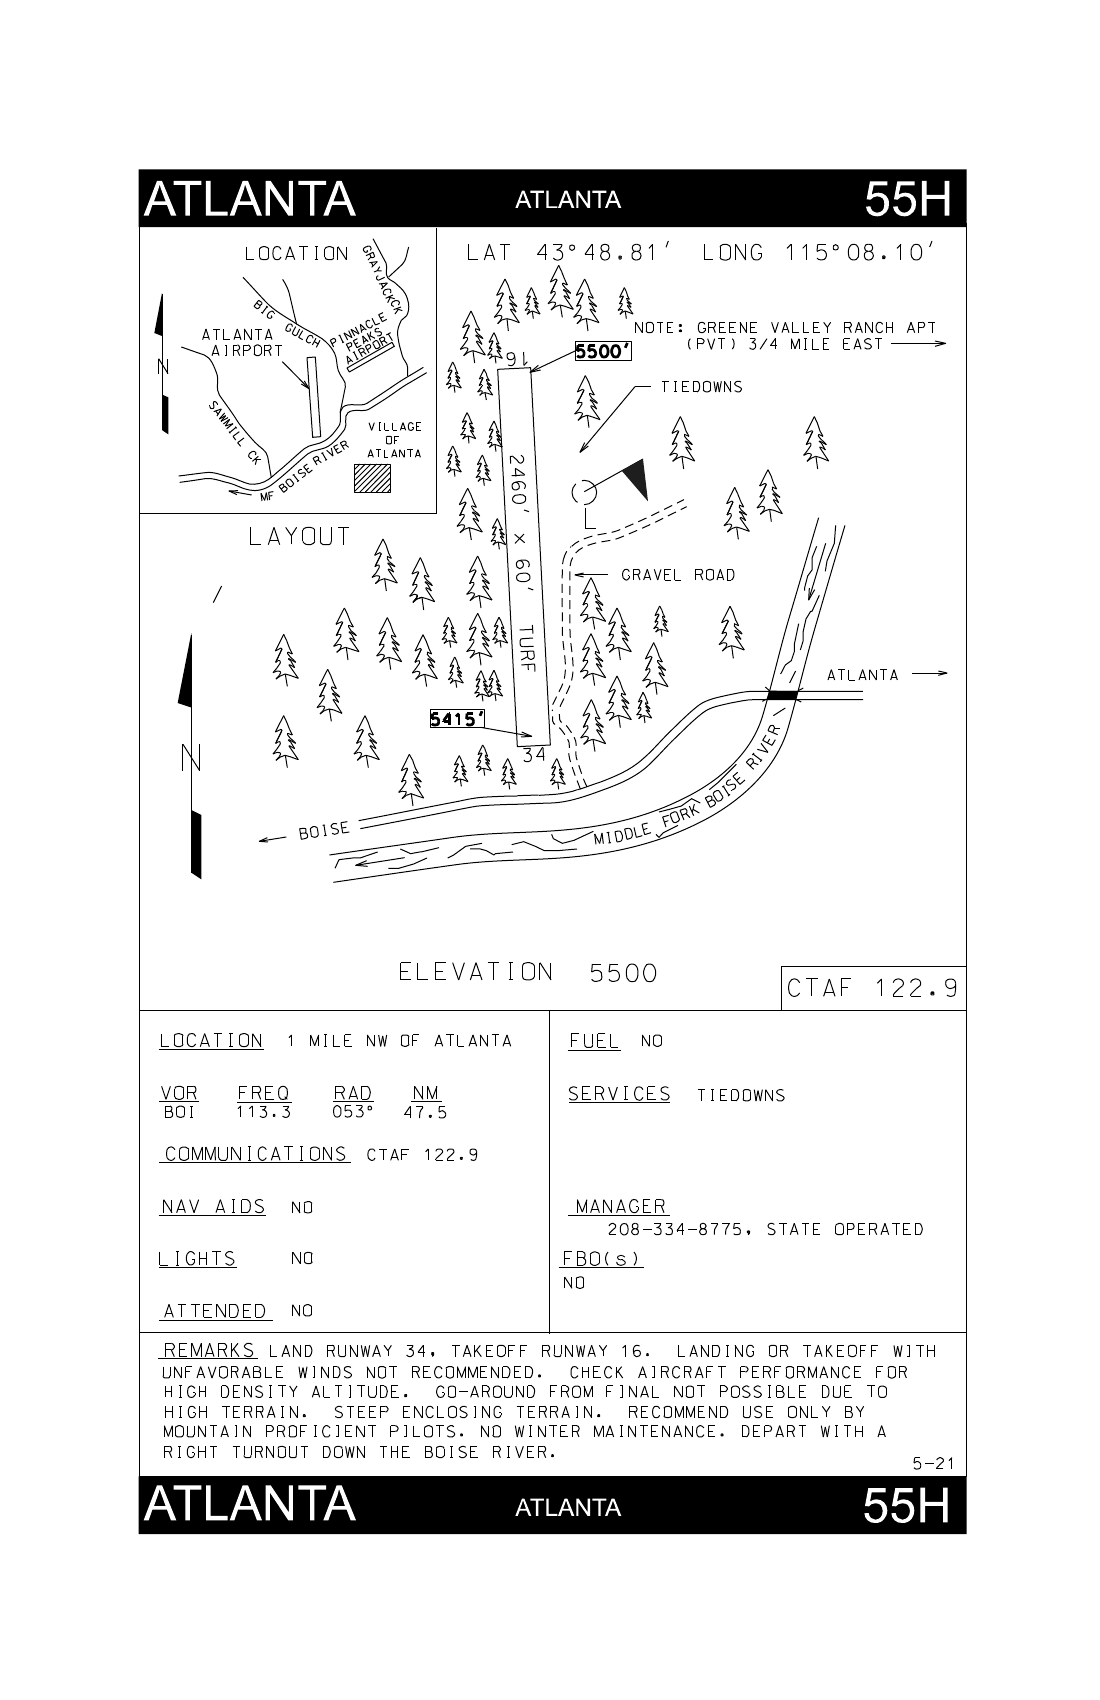 ATLANTA ATLANTA 55H
LOCATION
GRAYJACK CK
BIG GULCH
PINNACLE
PEAKS
AIRPORT
ATLANTA
AIRPORT
N
SAWMILL CK
VILLAGE
OF
ATLANTA
MF BOISE RIVER
LAT 43°48.81' LONG 115°08.10'
NOTE: GREENE VALLEY RANCH APT
(PVT) 3/4 MILE EAST
16
5500'
TIEDOWNS
2460' x 60' TURF
LAYOUT
L
GRAVEL ROAD
ATLANTA
5415'
34
N
BOISE
MIDDLE FORK BOISE RIVER
ELEVATION 5500
CTAF 122.9
LOCATION 1 MILE NW OF ATLANTA
VOR FREQ RAD NM
BOI 113.3 053° 47.5
COMMUNICATIONS CTAF 122.9
NAV AIDS NO
LIGHTS NO
ATTENDED NO
FUEL NO
SERVICES TIEDOWNS
MANAGER
208-334-8775, STATE OPERATED
FBO(s)
NO
REMARKS LAND RUNWAY 34, TAKEOFF RUNWAY 16. LANDING OR TAKEOFF WITH
UNFAVORABLE WINDS NOT RECOMMENDED. CHECK AIRCRAFT PERFORMANCE FOR
HIGH DENSITY ALTITUDE. GO-AROUND FROM FINAL NOT POSSIBLE DUE TO
HIGH TERRAIN. STEEP ENCLOSING TERRAIN. RECOMMEND USE ONLY BY
MOUNTAIN PROFICIENT PILOTS. NO WINTER MAINTENANCE. DEPART WITH A
RIGHT TURNOUT DOWN THE BOISE RIVER.
5-21
ATLANTA ATLANTA 55H